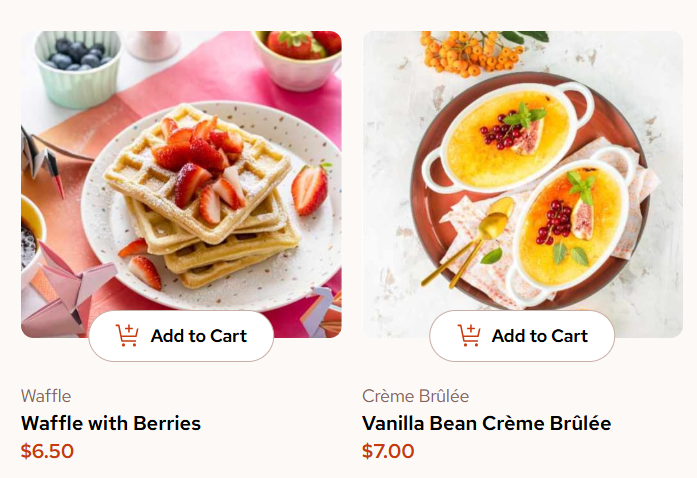 Add to Cart
Waffle
Waffle with Berries
$6.50
Add to Cart
Crème Brûlée
Vanilla Bean Crème Brûlée
$7.00